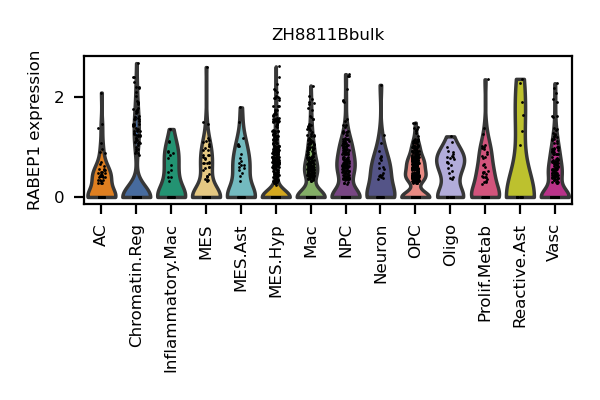 ZH8811Bbulk
RABEP1 expression
2
0
AC
Chromatin.Reg
Inflammatory.Mac
MES
MES.Ast
MES.Hyp
Mac
NPC
Neuron
OPC
Oligo
Prolif.Metab
Reactive.Ast
Vasc